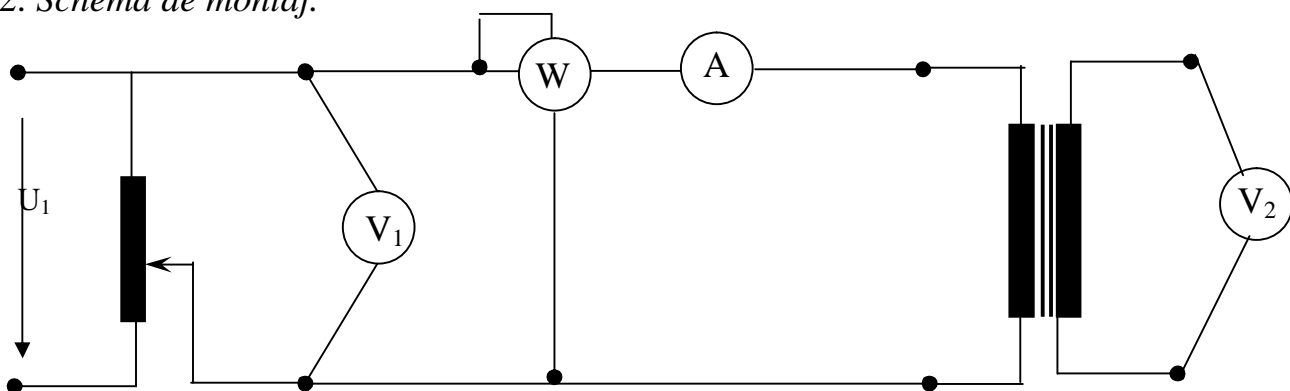 2. Schema de montaj.
W
A
U₁
V₁
V₂